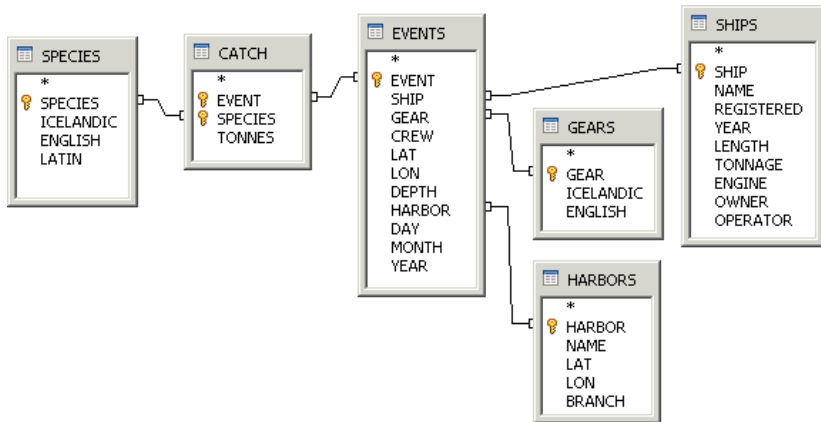 SPECIES
*
SPECIES
ICELANDIC
ENGLISH
LATIN
CATCH
*
EVENT
SPECIES
TONNES
EVENTS
*
EVENT
SHIP
GEAR
CREW
LAT
LON
DEPTH
HARBOR
DAY
MONTH
YEAR
GEARS
*
GEAR
ICELANDIC
ENGLISH
HARBORS
*
HARBOR
NAME
LAT
LON
BRANCH
SHIPS
*
SHIP
NAME
REGISTERED
YEAR
LENGTH
TONNAGE
ENGINE
OWNER
OPERATOR